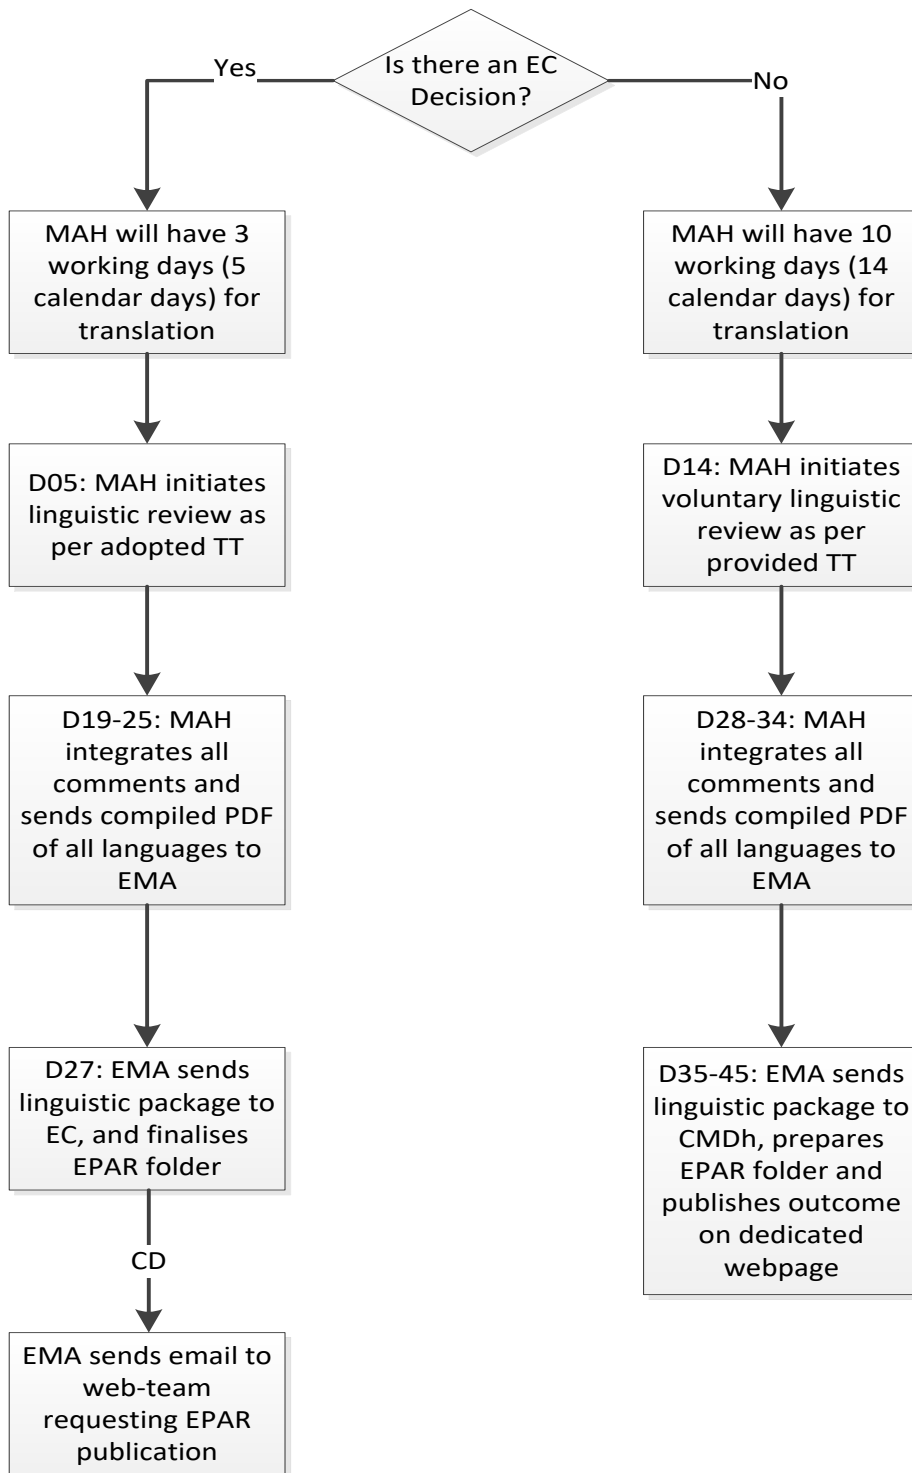 Is there an EC
Decision?
Yes
No
MAH will have 3
working days (5
calendar days) for
translation
MAH will have 10
working days (14
calendar days) for
translation
D05: MAH initiates
linguistic review as
per adopted TT
D14: MAH initiates
voluntary linguistic
review as per
provided TT
D19-25: MAH
integrates all
comments and
sends compiled PDF
of all languages to
EMA
D28-34: MAH
integrates all
comments and
sends compiled PDF
of all languages to
EMA
D27: EMA sends
linguistic package to
EC, and finalises
EPAR folder
D35-45: EMA sends
linguistic package to
CMDh, prepares
EPAR folder and
publishes outcome
on dedicated
webpage
CD
EMA sends email to
web-team
requesting EPAR
publication